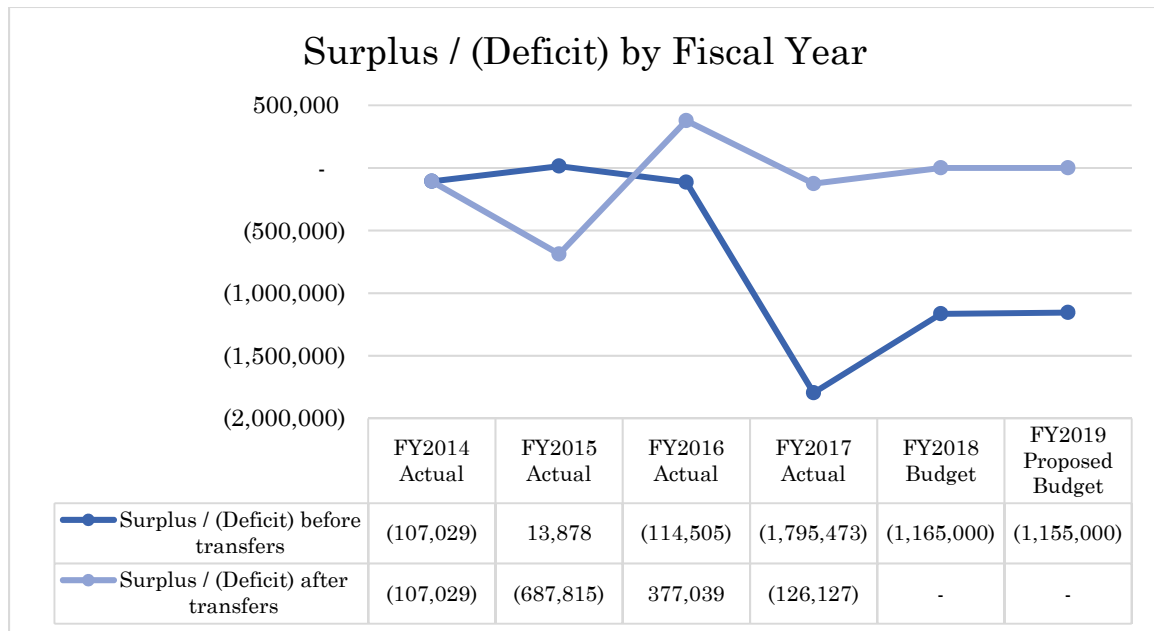 Surplus / (Deficit) by Fiscal Year
500,000
-
(500,000)
(1,000,000)
(1,500,000)
(2,000,000)
FY2014 Actual
FY2015 Actual
FY2016 Actual
FY2017 Actual
FY2018 Budget
FY2019 Proposed Budget
Surplus / (Deficit) before transfers (107,029) 13,878 (114,505) (1,795,473) (1,165,000) (1,155,000)
Surplus / (Deficit) after transfers (107,029) (687,815) 377,039 (126,127) - -